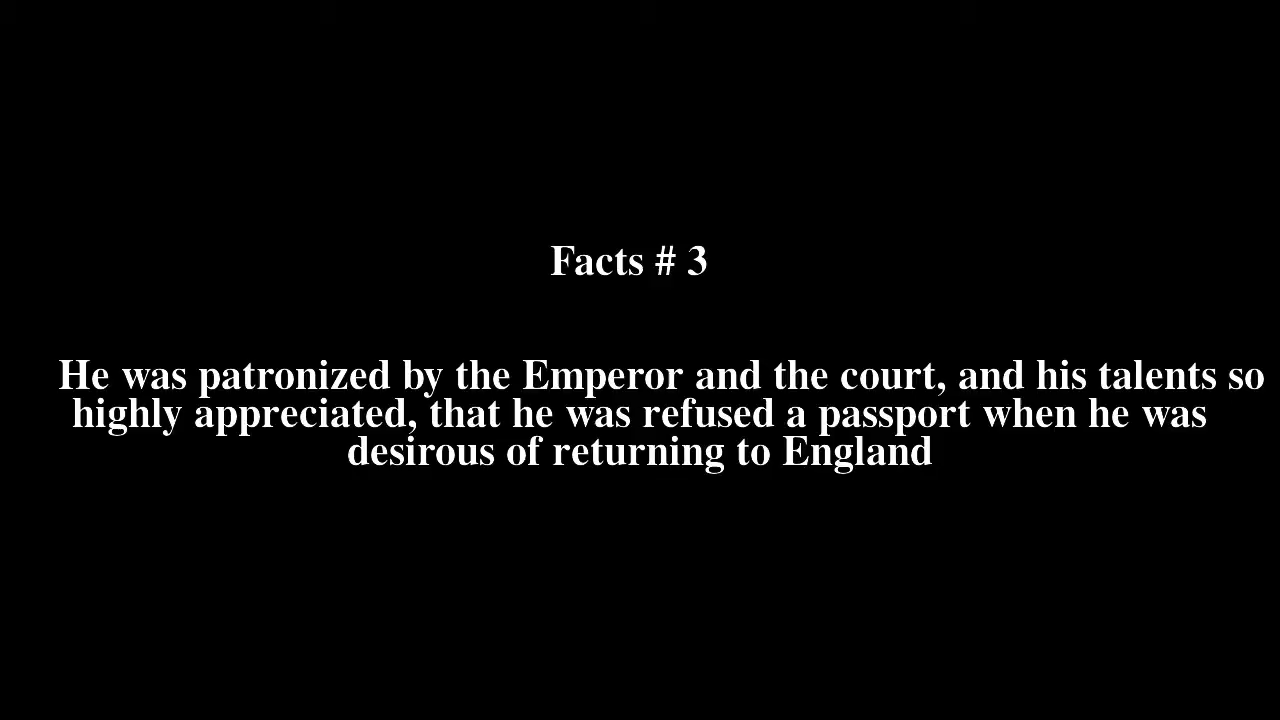 Facts # 3
He was patronized by the Emperor and the court, and his talents so
highly appreciated, that he was refused a passport when he was
desirous of returning to England